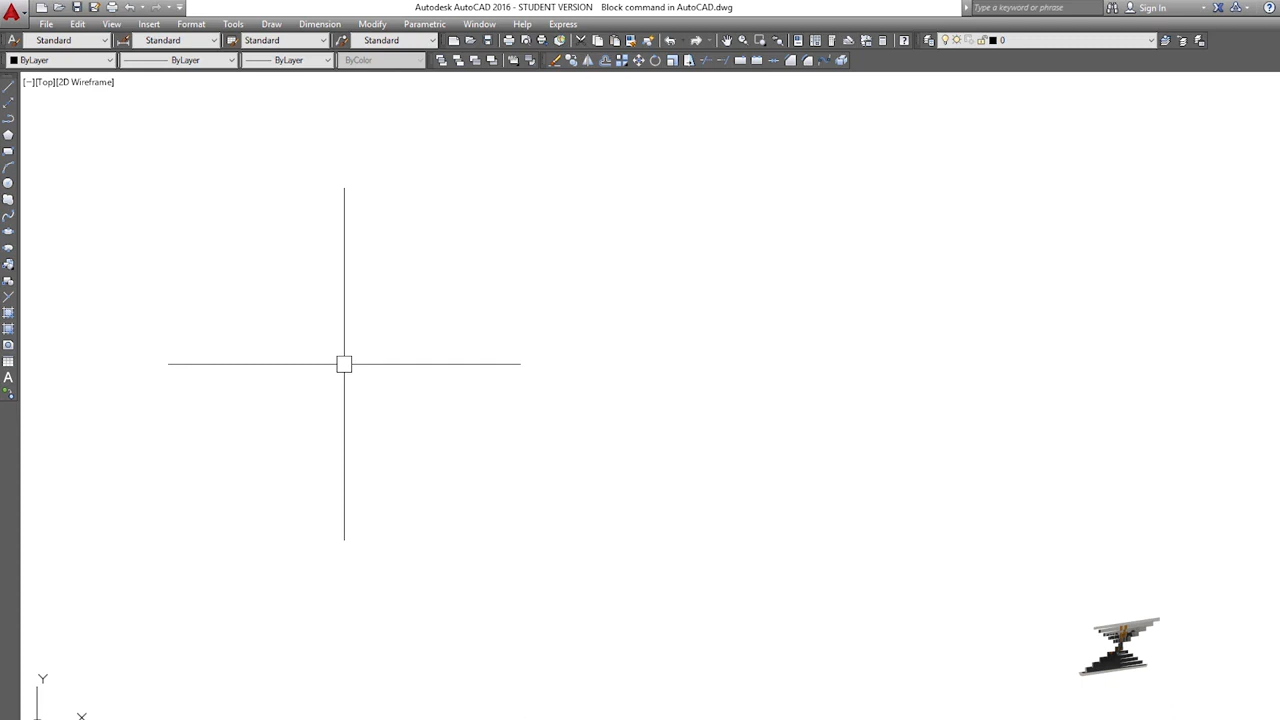 Autodesk AutoCAD 2016 - STUDENT VERSION Block command in AutoCAD.dwg
Type a keyword or phrase
Sign In
File Edit View Insert Format Tools Draw Dimension Modify Parametric Window Help Express
Standard Standard Standard Standard 0
ByLayer ByLayer ByLayer ByColor
[−][Top][2D Wireframe]
A
Y
X